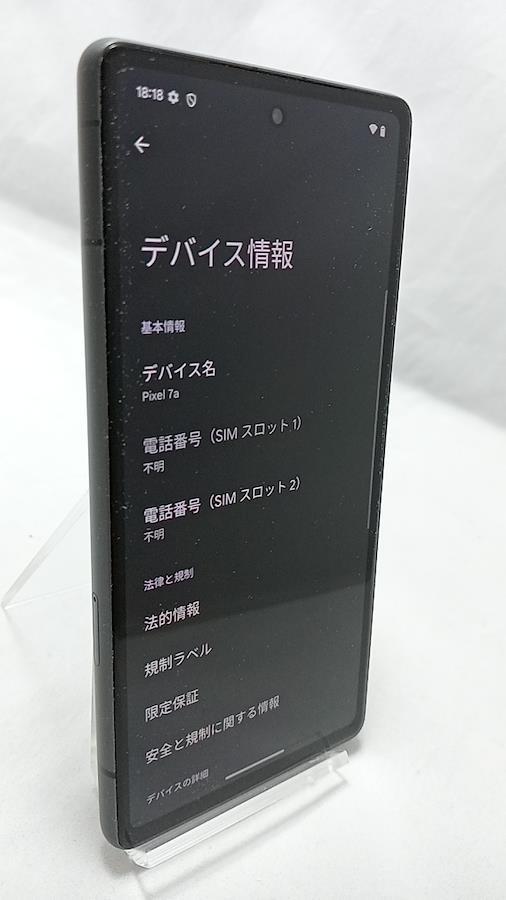 18:18
デバイス情報
基本情報
デバイス名
Pixel 7a
電話番号（SIM スロット 1）
不明
電話番号（SIM スロット 2）
不明
法律と規制
法的情報
規制ラベル
限定保証
安全と規制に関する情報
デバイスの詳細